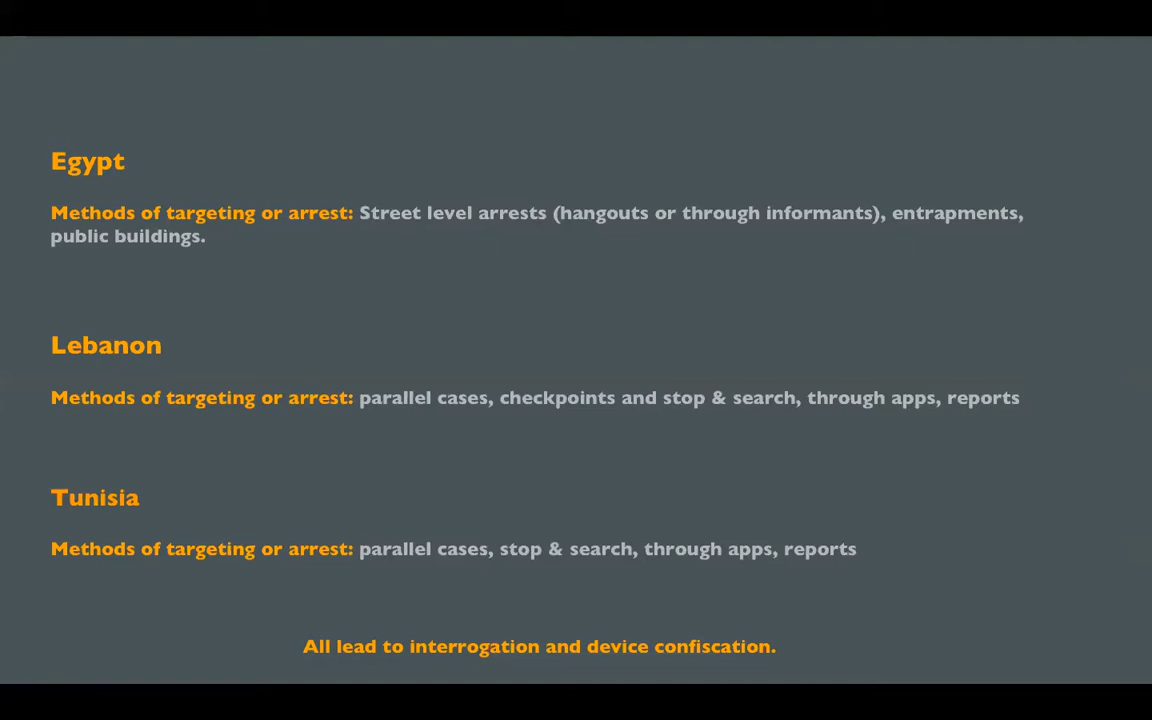 Egypt
Methods of targeting or arrest: Street level arrests (hangouts or through informants), entrapments,
public buildings.
Lebanon
Methods of targeting or arrest: parallel cases, checkpoints and stop & search, through apps, reports
Tunisia
Methods of targeting or arrest: parallel cases, stop & search, through apps, reports
All lead to interrogation and device confiscation.